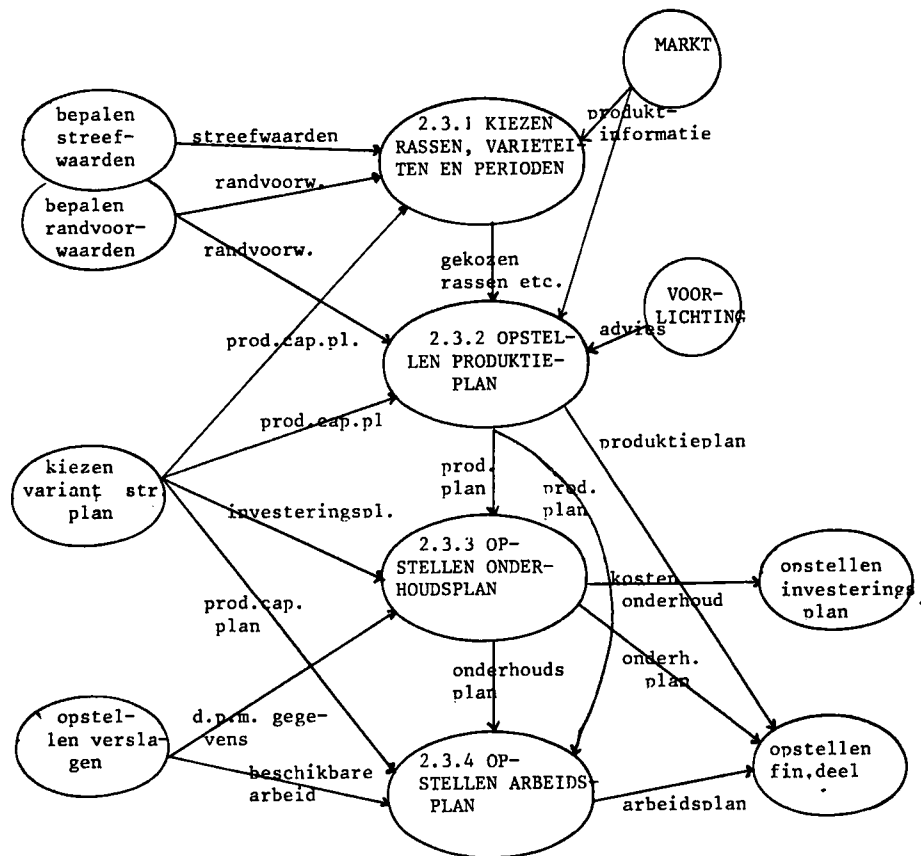 MARKT
bepalen
streef-
waarden
streefwaarden
produkt-
informatie
2.3.1 KIEZEN
RASSEN, VARIETEI-
TEN EN PERIODEN
randvoorw.
bepalen
randvoor-
waarden
randvoorw.
gekozen
rassen etc.
VOOR-
LICHTING
advies
prod.cap.pl.
2.3.2 OPSTEL-
LEN PRODUKTIE-
PLAN
prod.cap.pl
produktieplan
kiezen
variant str.
plan
prod.
plan
prod.
plan
investeringspl.
2.3.3 OP-
STELLEN ONDER-
HOUDSPLAN
kosten
onderhoud
opstellen
investerings
plan.
prod.cap.
plan
onderhouds
plan
onderh.
plan
opstel-
len versla-
gen
d.p.m. gege-
vens
beschikbare
arbeid
2.3.4 OP-
STELLEN ARBEIDS-
PLAN
arbeidsplan
opstellen
fin.deel